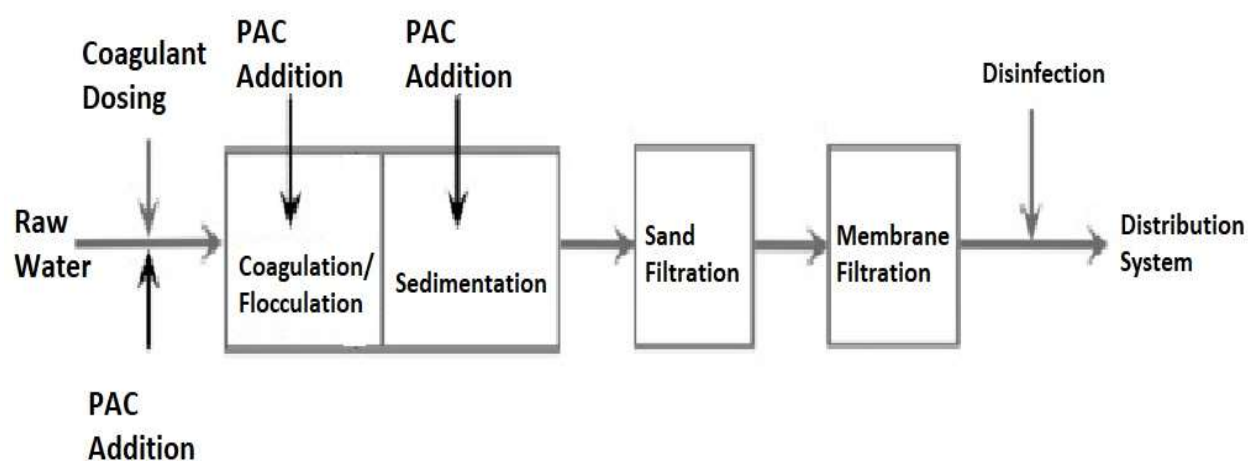 Coagulant
Dosing
PAC
Addition
PAC
Addition
Disinfection
Raw
Water
Coagulation/
Flocculation
Sedimentation
Sand
Filtration
Membrane
Filtration
Distribution
System
PAC
Addition